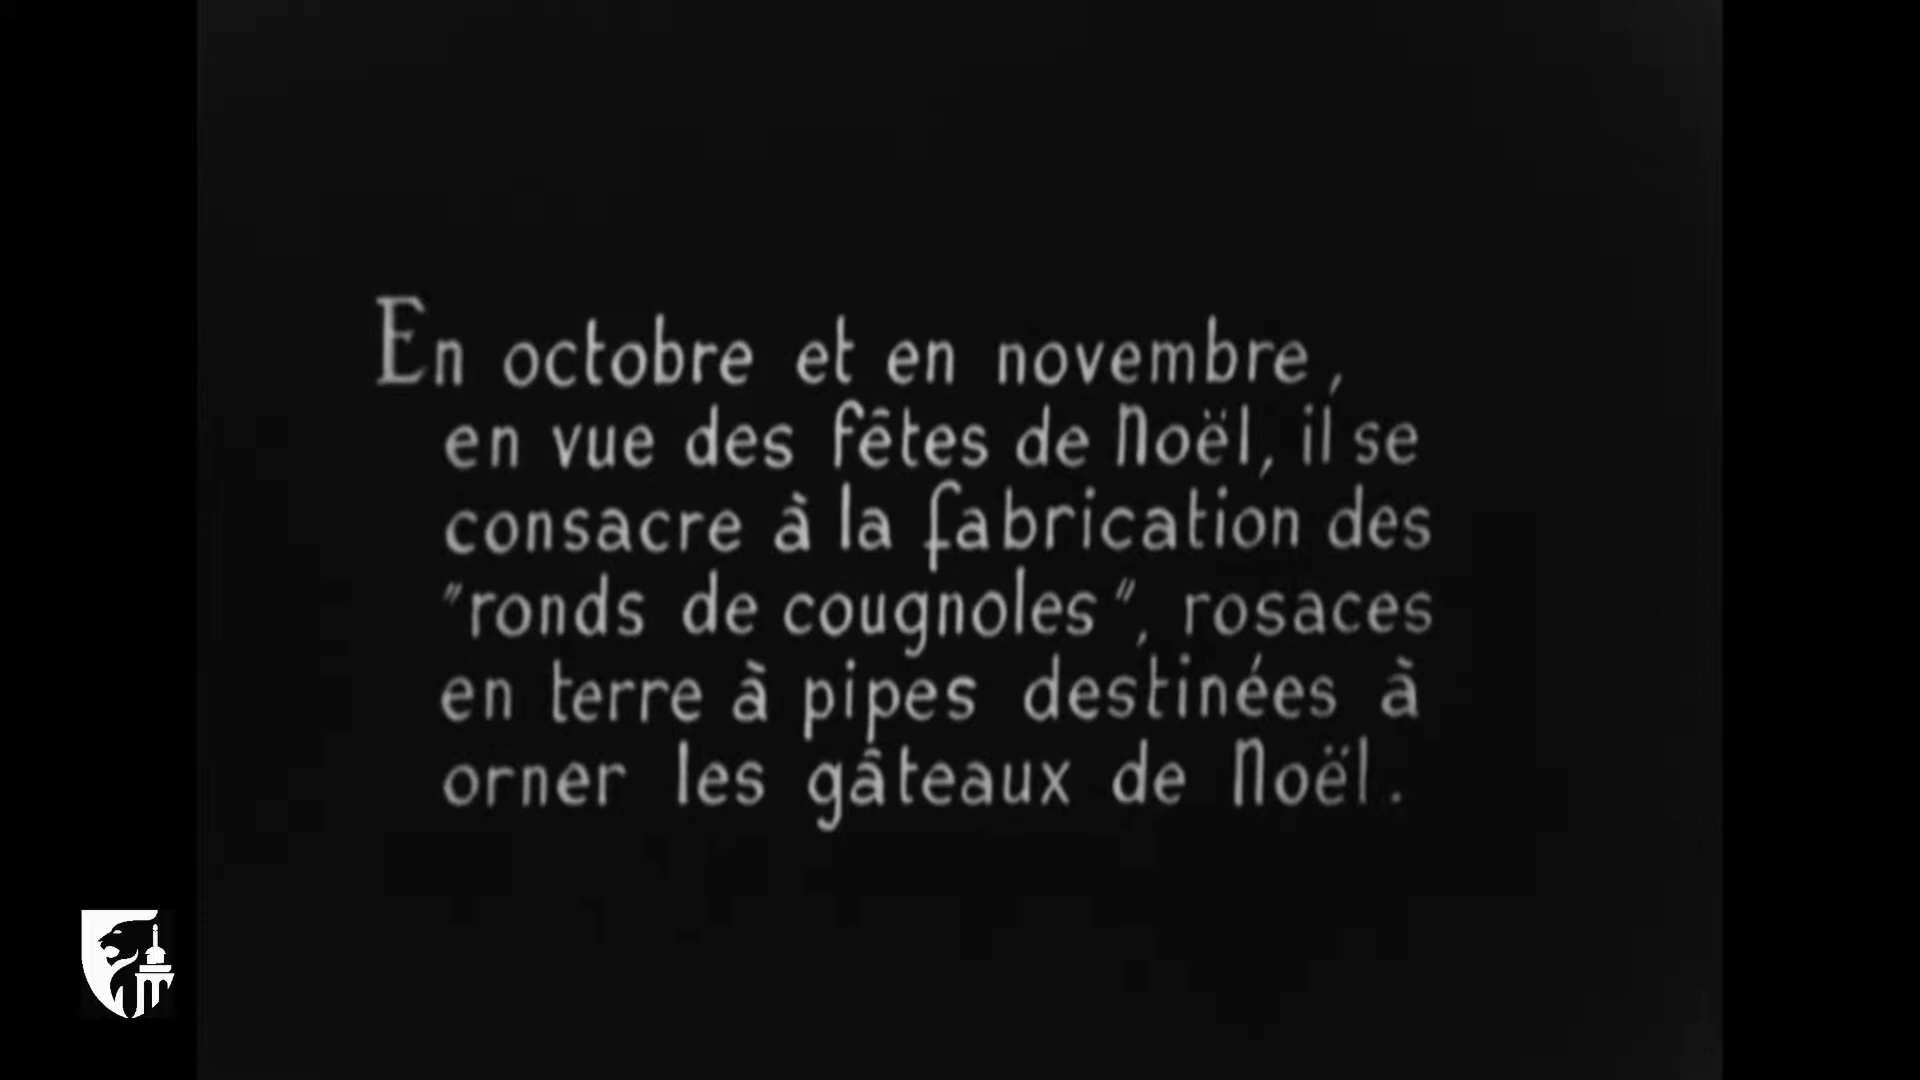 En octobre et en novembre,
en vue des fêtes de Noël, il se
consacre à la fabrication des
"ronds de cougnoles", rosaces
en terre à pipes destinées à
orner les gâteaux de Noël.